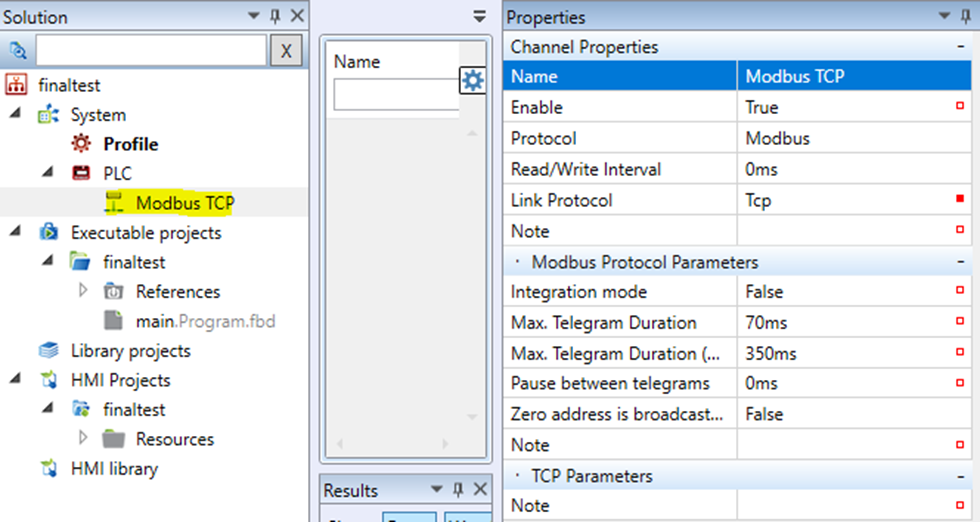 Solution
X
finaltest
System
Profile
PLC
Modbus TCP
Executable projects
finaltest
References
main.Program.fbd
Library projects
HMI Projects
finaltest
Resources
HMI library
Name
Results
Properties
Channel Properties
Name Modbus TCP
Enable True
Protocol Modbus
Read/Write Interval 0ms
Link Protocol Tcp
Note
Modbus Protocol Parameters
Integration mode False
Max. Telegram Duration 70ms
Max. Telegram Duration (... 350ms
Pause between telegrams 0ms
Zero address is broadcast... False
Note
TCP Parameters
Note